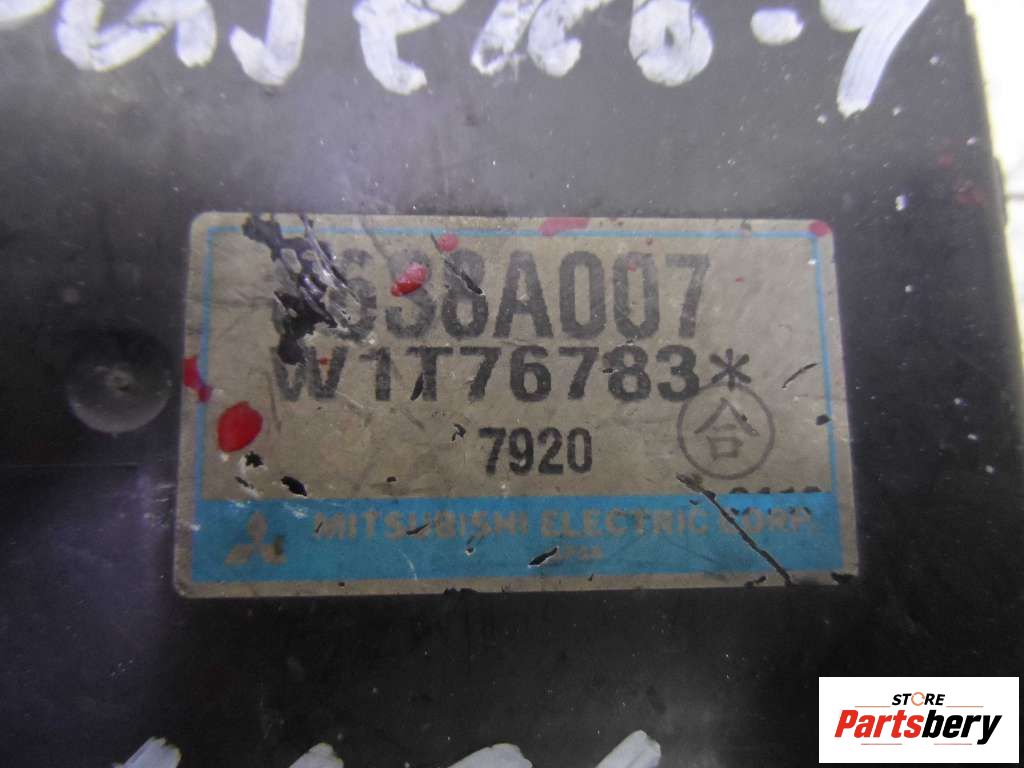 638A007
W1T76783*
7920
合
MITSUBISHI ELECTRIC CORP.
STORE
Partsbery